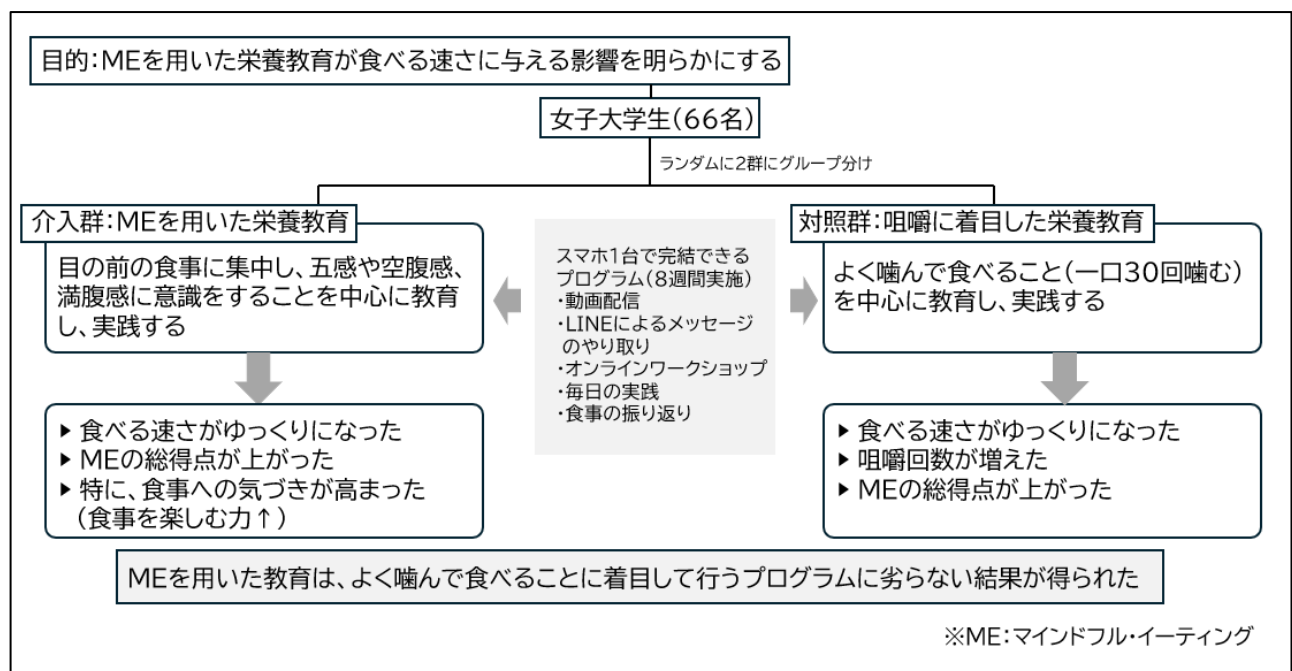 目的:MEを用いた栄養教育が食べる速さに与える影響を明らかにする
女子大学生(66名)
ランダムに2群にグループ分け
介入群:MEを用いた栄養教育
目の前の食事に集中し、五感や空腹感、
満腹感に意識をすることを中心に教育
し、実践する
スマホ1台で完結できる
プログラム(8週間実施)
・動画配信
・LINEによるメッセージ
のやり取り
・オンラインワークショップ
・毎日の実践
・食事の振り返り
対照群:咀嚼に着目した栄養教育
よく噛んで食べること(一口30回噛む)
を中心に教育し、実践する
▶ 食べる速さがゆっくりになった
▶ MEの総得点が上がった
▶ 特に、食事への気づきが高まった
(食事を楽しむ力↑)
▶ 食べる速さがゆっくりになった
▶ 咀嚼回数が増えた
▶ MEの総得点が上がった
MEを用いた教育は、よく噛んで食べることに着目して行うプログラムに劣らない結果が得られた
※ME:マインドフル・イーティング